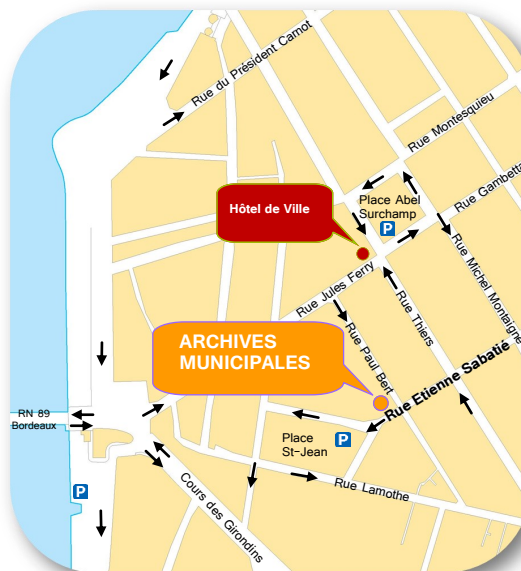 Rue du Président Carnot
Rue Montesquieu
Place Abel
Surchamp
P
Hôtel de Ville
Rue Gambetta
Rue Jules Ferry
Rue Michel Montaigne
Rue Thiers
Rue Paul Bert
ARCHIVES
MUNICIPALES
Rue Etienne Sabatié
RN 89
Bordeaux
Place
St-Jean
P
Rue Lamothe
P
Cours des Girondins